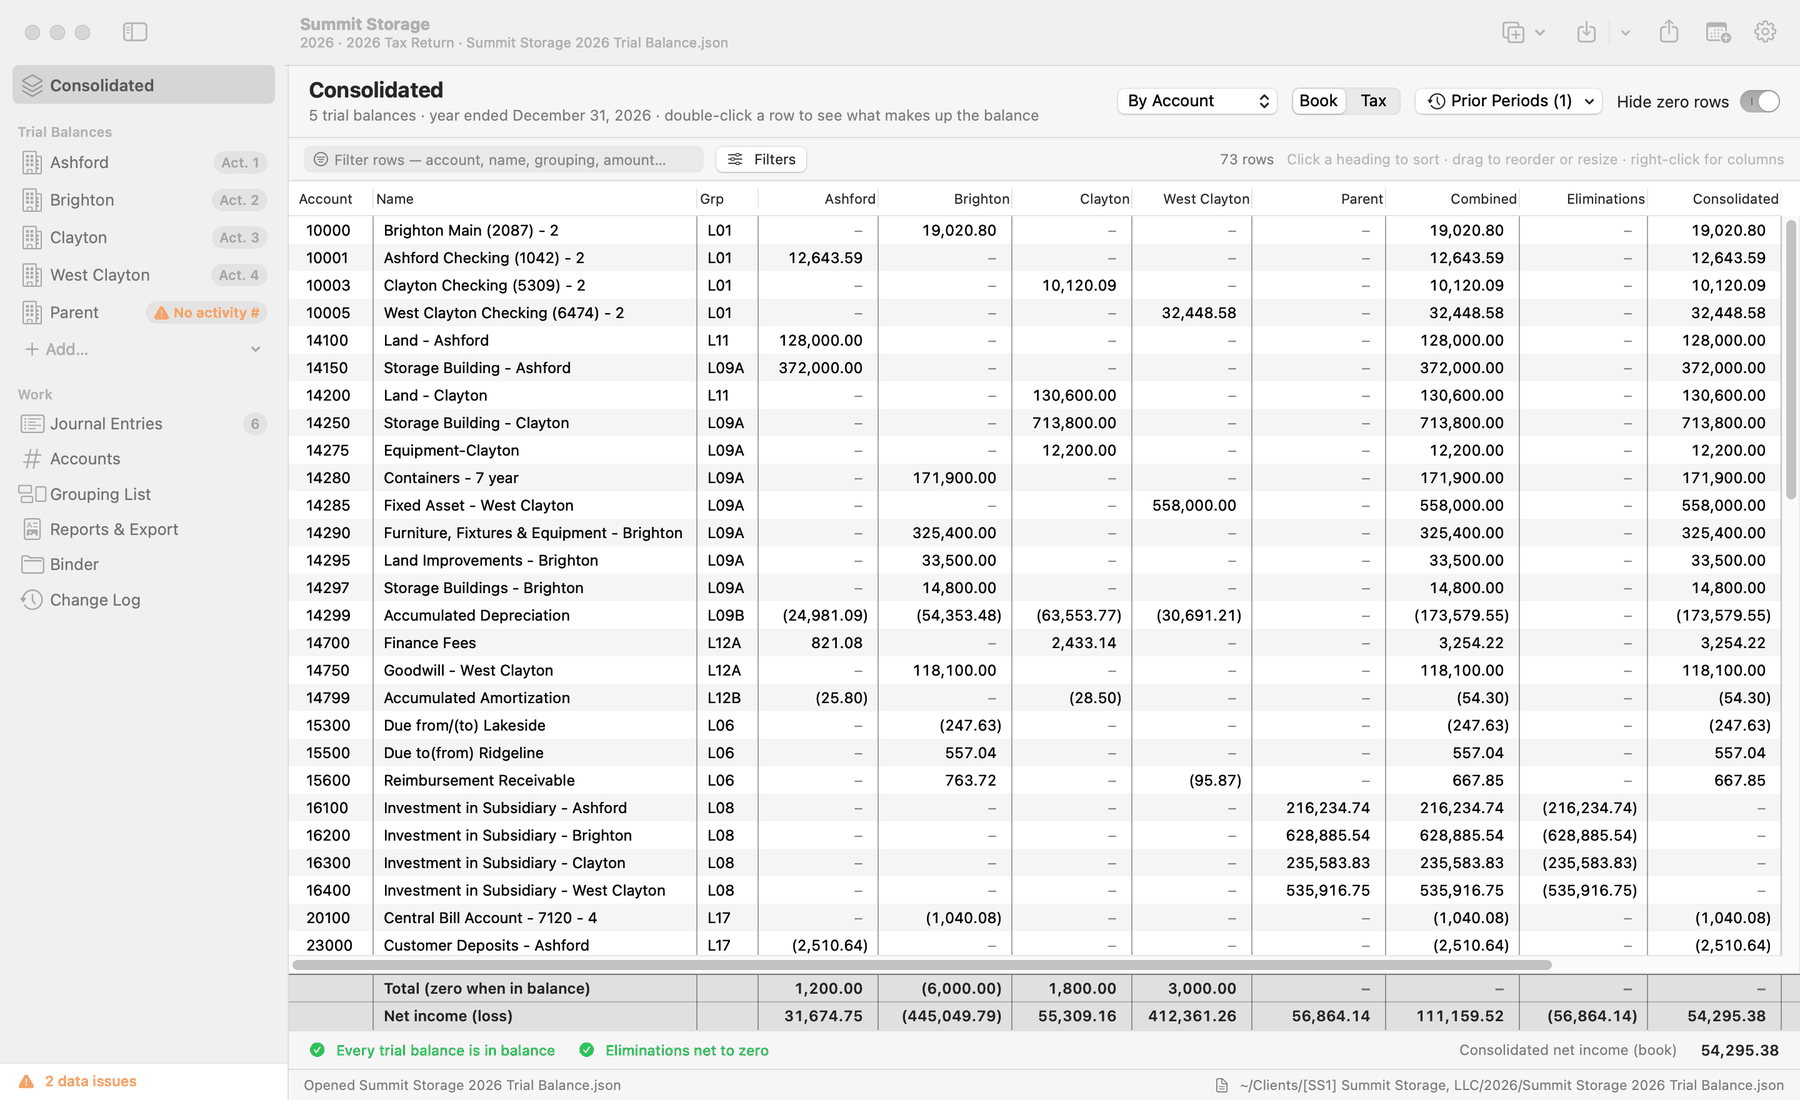 Summit Storage
2026 · 2026 Tax Return · Summit Storage 2026 Trial Balance.json
Consolidated
Trial Balances
Ashford Act. 1
Brighton Act. 2
Clayton Act. 3
West Clayton Act. 4
Parent No activity #
+ Add...
Work
Journal Entries 6
Accounts
Grouping List
Reports & Export
Binder
Change Log
2 data issues
Consolidated
5 trial balances · year ended December 31, 2026 · double-click a row to see what makes up the balance
By Account Book Tax Prior Periods (1) Hide zero rows
Filter rows — account, name, grouping, amount... Filters 73 rows Click a heading to sort · drag to reorder or resize · right-click for columns
Account Name Grp Ashford Brighton Clayton West Clayton Parent Combined Eliminations Consolidated
10000 Brighton Main (2087) - 2 L01 – 19,020.80 – – – 19,020.80 – 19,020.80
10001 Ashford Checking (1042) - 2 L01 12,643.59 – – – – 12,643.59 – 12,643.59
10003 Clayton Checking (5309) - 2 L01 – – 10,120.09 – – 10,120.09 – 10,120.09
10005 West Clayton Checking (6474) - 2 L01 – – – 32,448.58 – 32,448.58 – 32,448.58
14100 Land - Ashford L11 128,000.00 – – – – 128,000.00 – 128,000.00
14150 Storage Building - Ashford L09A 372,000.00 – – – – 372,000.00 – 372,000.00
14200 Land - Clayton L11 – – 130,600.00 – – 130,600.00 – 130,600.00
14250 Storage Building - Clayton L09A – – 713,800.00 – – 713,800.00 – 713,800.00
14275 Equipment-Clayton L09A – – 12,200.00 – – 12,200.00 – 12,200.00
14280 Containers - 7 year L09A – 171,900.00 – – – 171,900.00 – 171,900.00
14285 Fixed Asset - West Clayton L09A – – – 558,000.00 – 558,000.00 – 558,000.00
14290 Furniture, Fixtures & Equipment - Brighton L09A – 325,400.00 – – – 325,400.00 – 325,400.00
14295 Land Improvements - Brighton L09A – 33,500.00 – – – 33,500.00 – 33,500.00
14297 Storage Buildings - Brighton L09A – 14,800.00 – – – 14,800.00 – 14,800.00
14299 Accumulated Depreciation L09B (24,981.09) (54,353.48) (63,553.77) (30,691.21) – (173,579.55) – (173,579.55)
14700 Finance Fees L12A 821.08 – 2,433.14 – – 3,254.22 – 3,254.22
14750 Goodwill - West Clayton L12A – 118,100.00 – – – 118,100.00 – 118,100.00
14799 Accumulated Amortization L12B (25.80) – (28.50) – – (54.30) – (54.30)
15300 Due from/(to) Lakeside L06 – (247.63) – – – (247.63) – (247.63)
15500 Due to(from) Ridgeline L06 – 557.04 – – – 557.04 – 557.04
15600 Reimbursement Receivable L06 – 763.72 – (95.87) – 667.85 – 667.85
16100 Investment in Subsidiary - Ashford L08 – – – – 216,234.74 216,234.74 (216,234.74) –
16200 Investment in Subsidiary - Brighton L08 – – – – 628,885.54 628,885.54 (628,885.54) –
16300 Investment in Subsidiary - Clayton L08 – – – – 235,583.83 235,583.83 (235,583.83) –
16400 Investment in Subsidiary - West Clayton L08 – – – – 535,916.75 535,916.75 (535,916.75) –
20100 Central Bill Account - 7120 - 4 L17 – (1,040.08) – – – (1,040.08) – (1,040.08)
23000 Customer Deposits - Ashford L17 (2,510.64) – – – – (2,510.64) – (2,510.64)
Total (zero when in balance) 1,200.00 (6,000.00) 1,800.00 3,000.00 – – – –
Net income (loss) 31,674.75 (445,049.79) 55,309.16 412,361.26 56,864.14 111,159.52 (56,864.14) 54,295.38
Every trial balance is in balance Eliminations net to zero Consolidated net income (book) 54,295.38
Opened Summit Storage 2026 Trial Balance.json ~/Clients/[SS1] Summit Storage, LLC/2026/Summit Storage 2026 Trial Balance.json